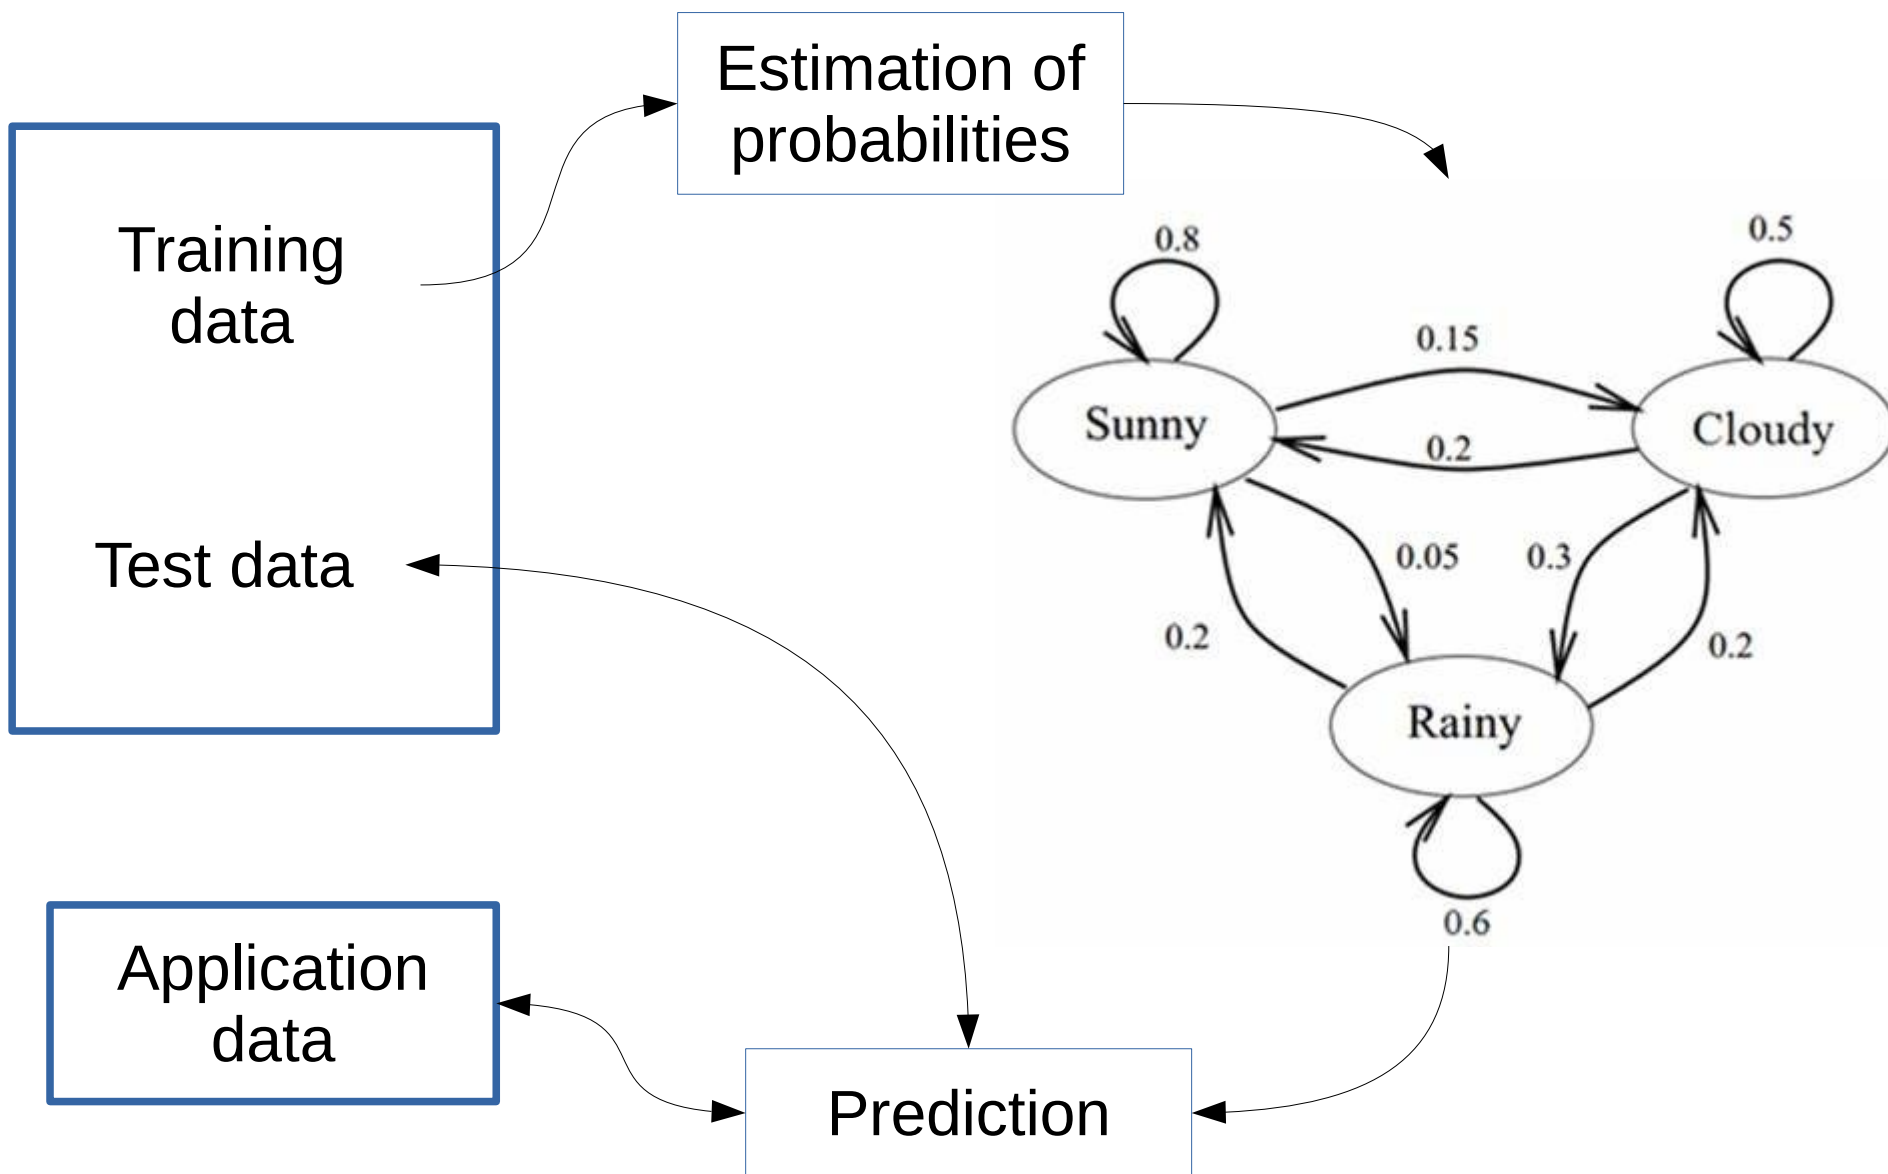 Estimation of
probabilities
Training
data
Test data
Application
data
Prediction
0.8
0.5
0.15
Sunny
Cloudy
0.2
0.05
0.3
0.2
0.2
Rainy
0.6